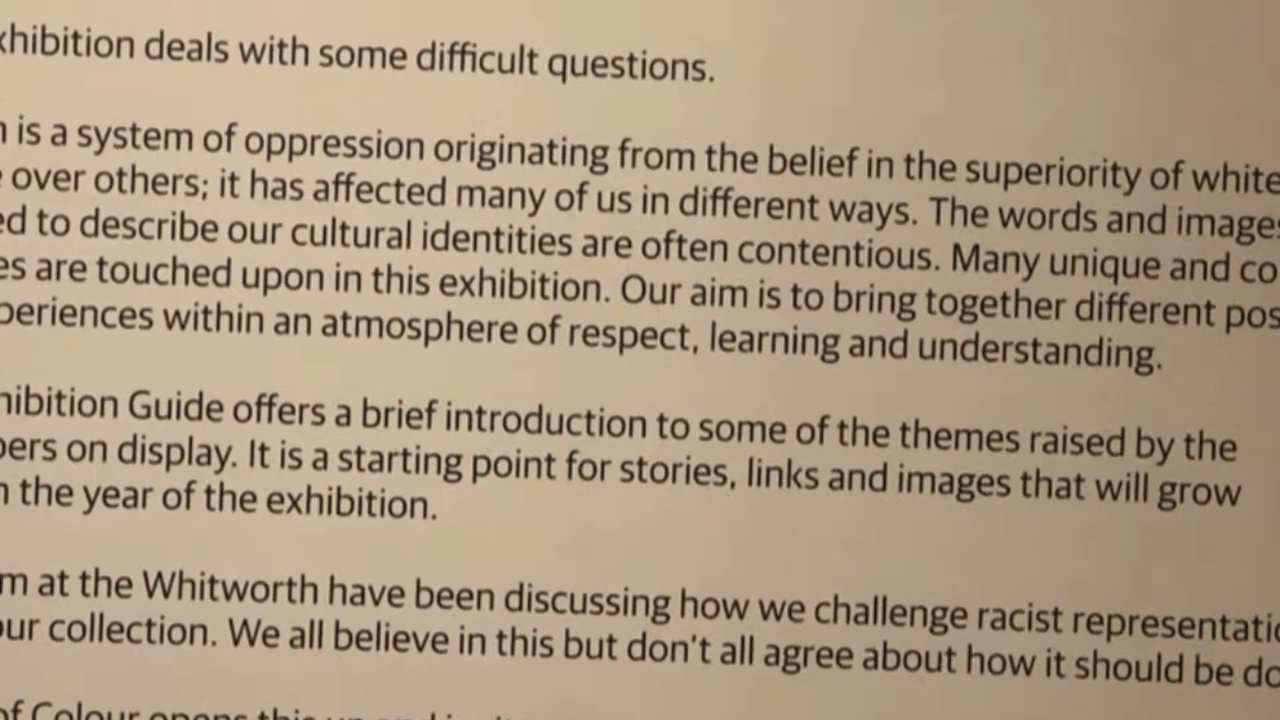 xhibition deals with some difficult questions.
is a system of oppression originating from the belief in the superiority of white
over others; it has affected many of us in different ways. The words and images
ed to describe our cultural identities are often contentious. Many unique and co
es are touched upon in this exhibition. Our aim is to bring together different pos
periences within an atmosphere of respect, learning and understanding.
hibition Guide offers a brief introduction to some of the themes raised by the
pers on display. It is a starting point for stories, links and images that will grow
the year of the exhibition.
m at the Whitworth have been discussing how we challenge racist representatio
our collection. We all believe in this but don't all agree about how it should be do
of Colour opens this